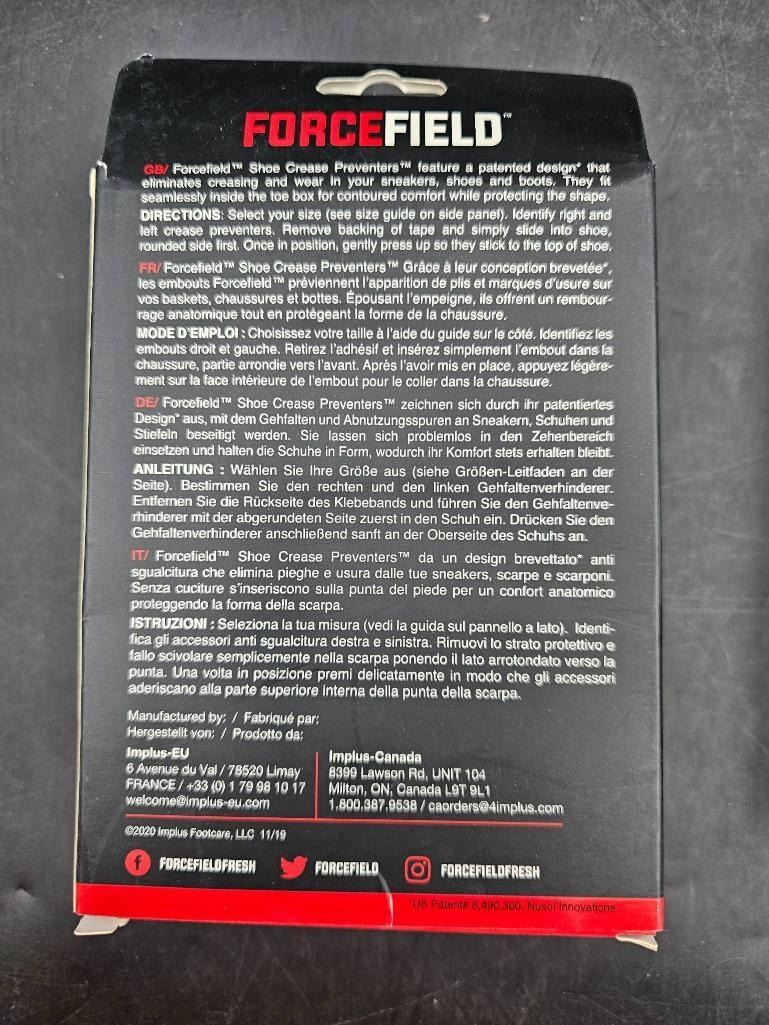 FORCEFIELD™
GB/ Forcefield™ Shoe Crease Preventers™ feature a patented design* that
eliminates creasing and wear in your sneakers, shoes and boots. They fit
seamlessly inside the toe box for contoured comfort while protecting the shape.
DIRECTIONS: Select your size (see size guide on side panel). Identify right and
left crease preventers. Remove backing of tape and simply slide into shoe,
rounded side first. Once in position, gently press up so they stick to the top of shoe.
FR/ Forcefield™ Shoe Crease Preventers™ Grâce à leur conception brevetée*,
les embouts Forcefield™ préviennent l'apparition de plis et marques d'usure sur
vos baskets, chaussures et bottes. Épousant l'empeigne, ils offrent un rembour-
rage anatomique tout en protégeant la forme de la chaussure.
MODE D'EMPLOI : Choisissez votre taille à l'aide du guide sur le côté. Identifiez les
embouts droit et gauche. Retirez l'adhésif et insérez simplement l'embout dans la
chaussure, partie arrondie vers l'avant. Après l'avoir mis en place, appuyez légère-
ment sur la face intérieure de l'embout pour le coller dans la chaussure.
DE/ Forcefield™ Shoe Crease Preventers™ zeichnen sich durch ihr patentiertes
Design* aus, mit dem Gehfalten und Abnutzungsspuren an Sneakern, Schuhen und
Stiefeln beseitigt werden. Sie lassen sich problemlos in den Zehenbereich
einsetzen und halten die Schuhe in Form, wodurch ihr Komfort stets erhalten bleibt.
ANLEITUNG : Wählen Sie Ihre Größe aus (siehe Größen-Leitfaden an der
Seite). Bestimmen Sie den rechten und den linken Gehfaltenverhinderer.
Entfernen Sie die Rückseite des Klebebands und führen Sie den Gehfaltenve-
rhinderer mit der abgerundeten Seite zuerst in den Schuh ein. Drücken Sie den
Gehfaltenverhinderer anschließend sanft an der Oberseite des Schuhs an.
IT/ Forcefield™ Shoe Crease Preventers™ da un design brevettato* anti
sgualcitura che elimina pieghe e usura dalle tue sneakers, scarpe e scarponi.
Senza cuciture s'inseriscono sulla punta del piede per un confort anatomico
proteggendo la forma della scarpa.
ISTRUZIONI : Seleziona la tua misura (vedi la guida sul pannello a lato). Identi-
fica gli accessori anti sgualcitura destra e sinistra. Rimuovi lo strato protettivo e
fallo scivolare semplicemente nella scarpa ponendo il lato arrotondato verso la
punta. Una volta in posizione premi delicatamente in modo che gli accessori
aderiscano alla parte superiore interna della punta della scarpa.
Manufactured by: / Fabriqué par:
Hergestellt von: / Prodotto da:
Implus-EU
6 Avenue du Val / 78520 Limay
FRANCE / +33 (0) 1 79 98 10 17
welcome@implus-eu.com
Implus-Canada
8399 Lawson Rd, UNIT 104
Milton, ON, Canada L9T 9L1
1.800.387.9538 / caorders@4implus.com
©2020 Implus Footcare, LLC 11/19
FORCEFIELDFRESH
FORCEFIELD
FORCEFIELDFRESH
*US Patent# 8,490,300. Nusol Innovations